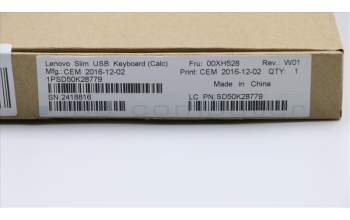 Lenovo Slim USB Keyboard (Calc) Fru: 00XH528 Rev.: W01
Mfg.: CEM 2016-12-02 Print: CEM 2016-12-02 QTY: 1
1PSD50K28779 Made in China
SN 2418816 LC PN SD50K28779